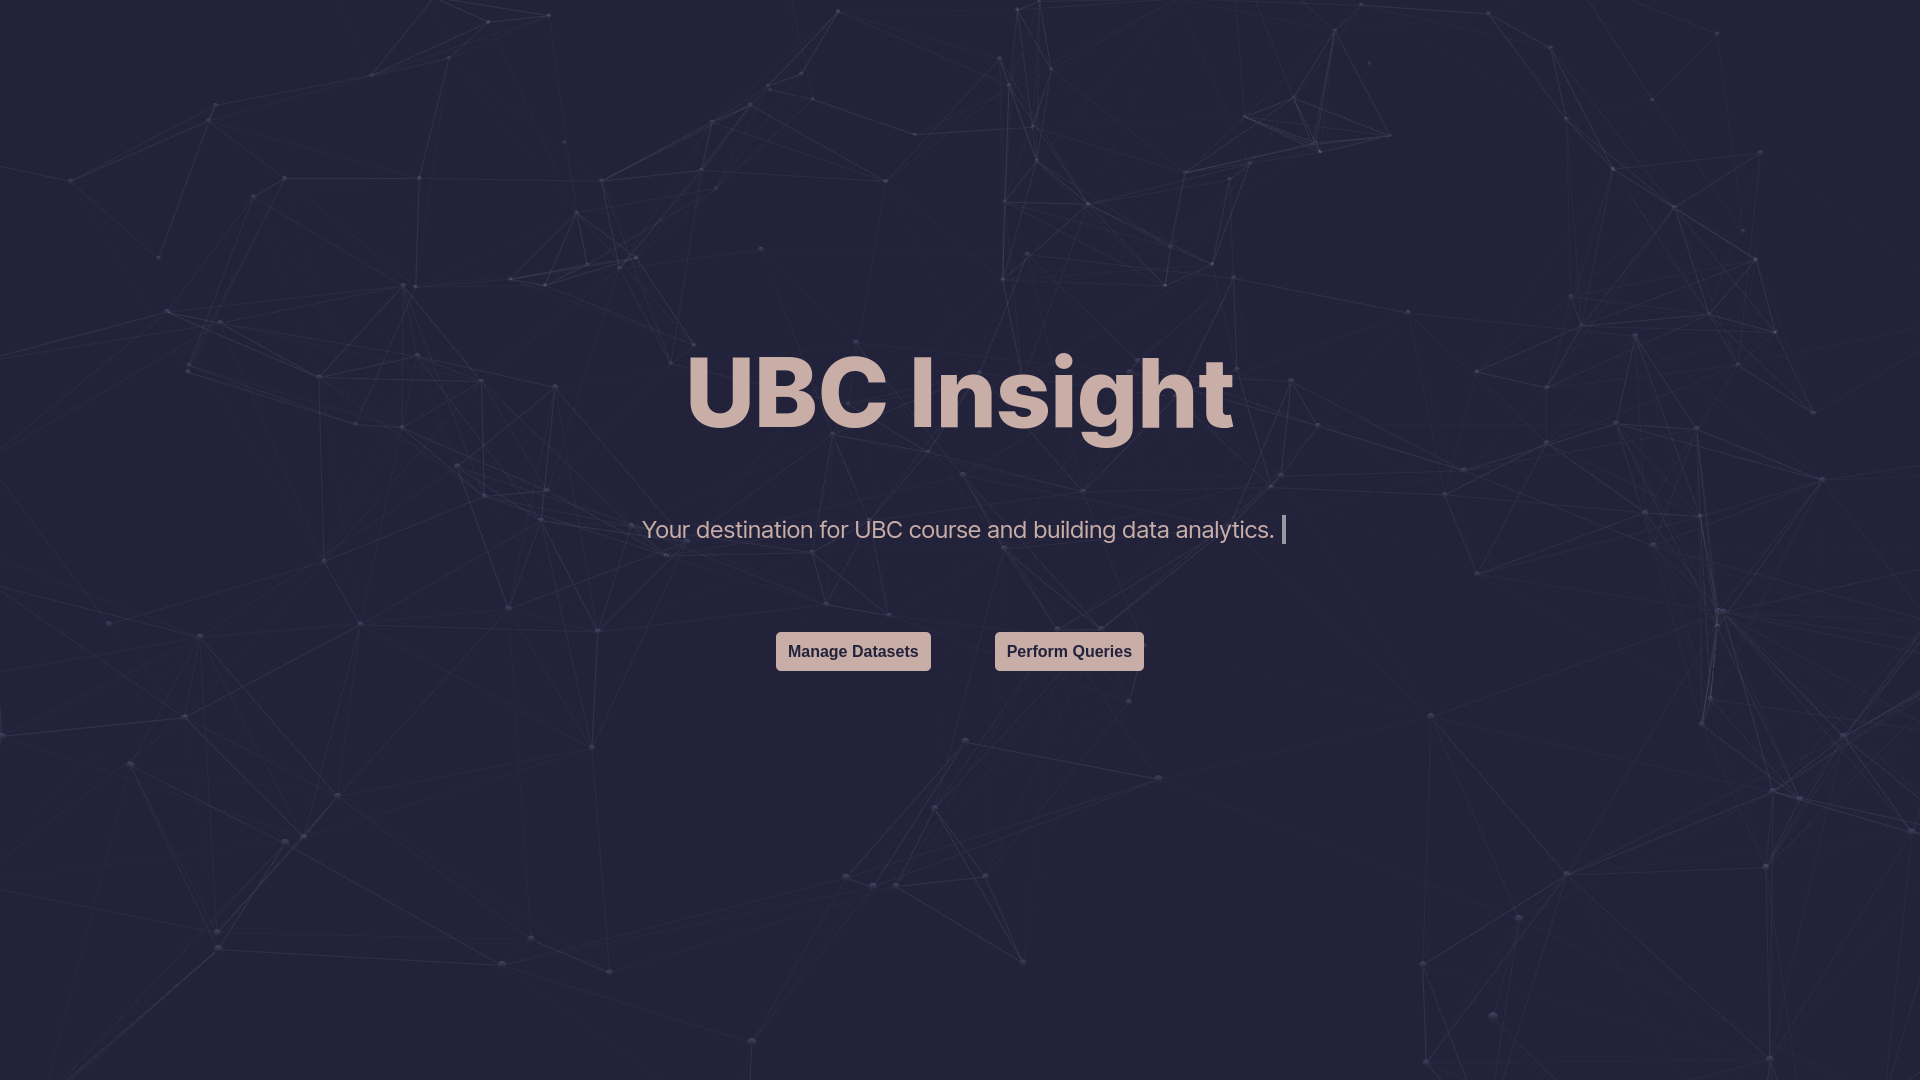 UBC Insight
Your destination for UBC course and building data analytics.
Manage Datasets
Perform Queries